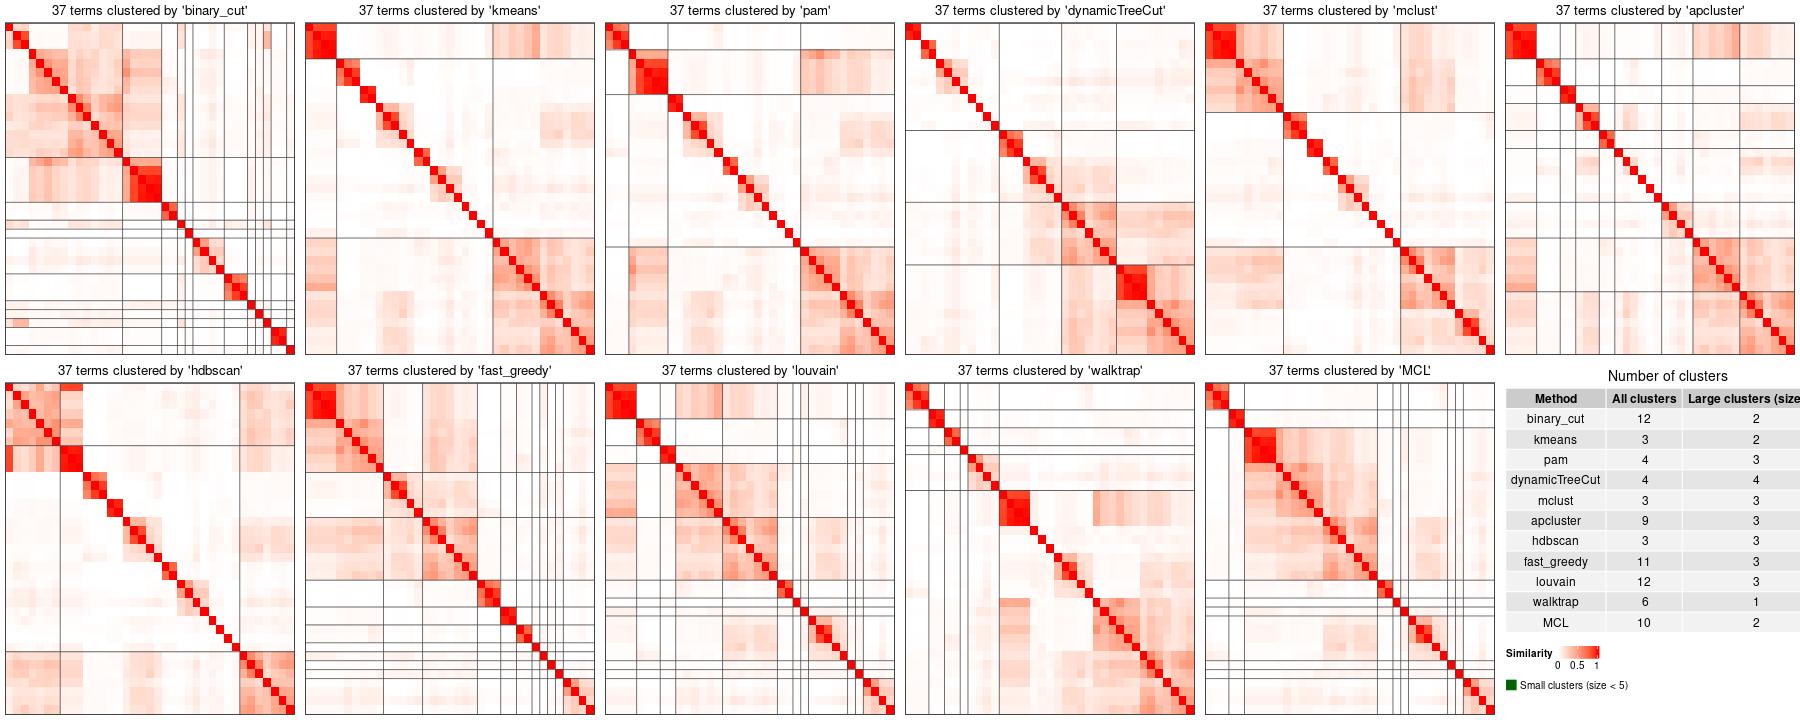 37 terms clustered by 'binary_cut'
37 terms clustered by 'kmeans'
37 terms clustered by 'pam'
37 terms clustered by 'dynamicTreeCut'
37 terms clustered by 'mclust'
37 terms clustered by 'apcluster'
37 terms clustered by 'hdbscan'
37 terms clustered by 'fast_greedy'
37 terms clustered by 'louvain'
37 terms clustered by 'walktrap'
37 terms clustered by 'MCL'
Number of clusters
Method All clusters Large clusters (size
binary_cut 12 2
kmeans 3 2
pam 4 3
dynamicTreeCut 4 4
mclust 3 3
apcluster 9 3
hdbscan 3 3
fast_greedy 11 3
louvain 12 3
walktrap 6 1
MCL 10 2
Similarity
0 0.5 1
Small clusters (size < 5)